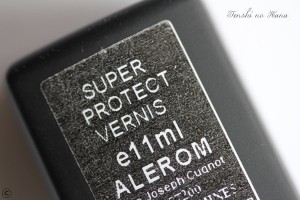 Tenshi no Hana
SUPER
PROTECT
VERNIS
e11ml
ALEROM
Joseph Cugnot